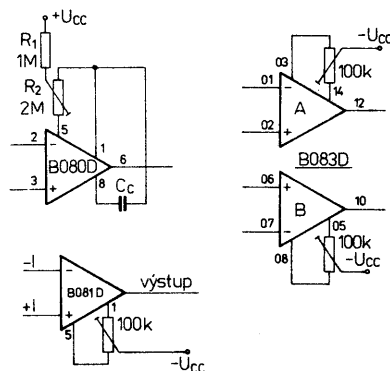 +UCC
R1
1M
R2
2M
5
2
−
1
B080D
6
3
+
8
CC
−UCC
03
100k
01
−
14
A
12
02
+
B083D
06
+
B
10
07
−
05
100k
08
−UCC
−I
−
B081D
výstup
+I
+
1
5
100k
−UCC